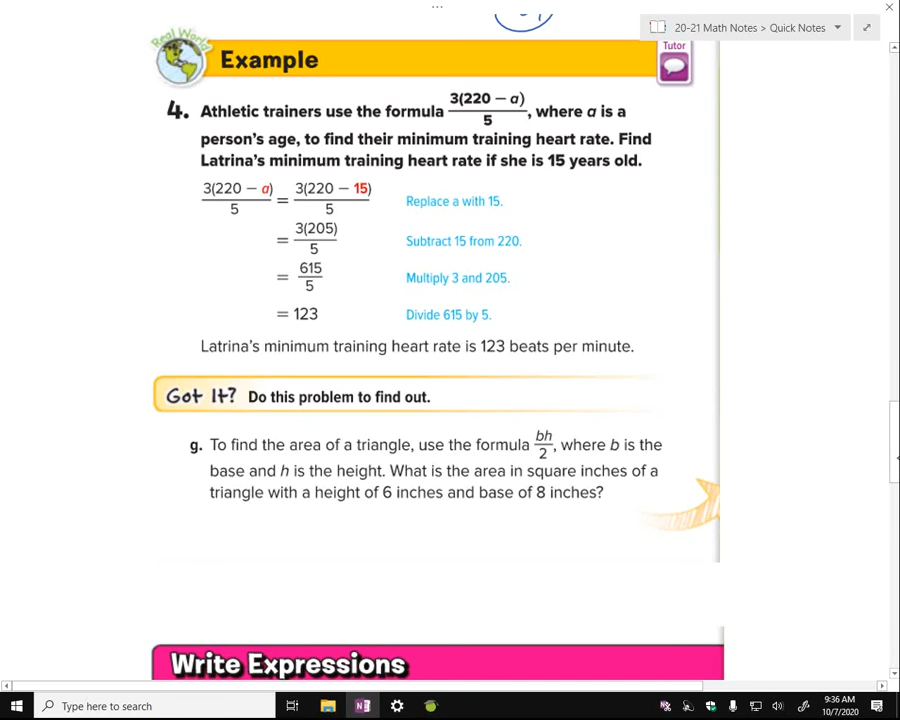 20-21 Math Notes > Quick Notes
Real World
Example
Tutor
4. Athletic trainers use the formula 3(220 – a)/5, where a is a
person's age, to find their minimum training heart rate. Find
Latrina's minimum training heart rate if she is 15 years old.
3(220 – a)/5 = 3(220 – 15)/5 Replace a with 15.
= 3(205)/5 Subtract 15 from 220.
= 615/5 Multiply 3 and 205.
= 123 Divide 615 by 5.
Latrina's minimum training heart rate is 123 beats per minute.
Got It? Do this problem to find out.
g. To find the area of a triangle, use the formula bh/2, where b is the
base and h is the height. What is the area in square inches of a
triangle with a height of 6 inches and base of 8 inches?
Write Expressions
Type here to search
9:36 AM
10/7/2020